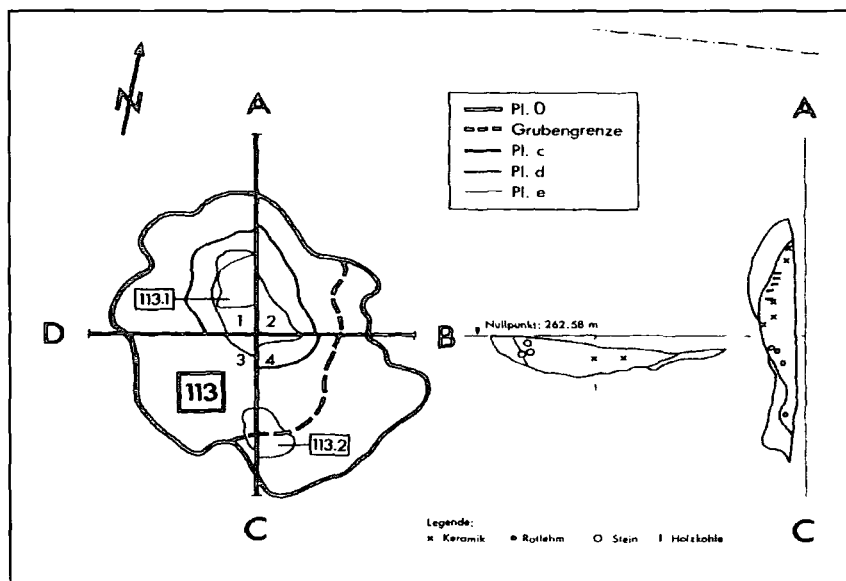 N
A
Pl. 0
Grubengrenze
Pl. c
Pl. d
Pl. e
A
113.1
1 2
D
B
Nullpunkt: 262.58 m
3 4
113
113.2
C
C
Legende:
x Keramik • Rotlehm O Stein I Holzkohle